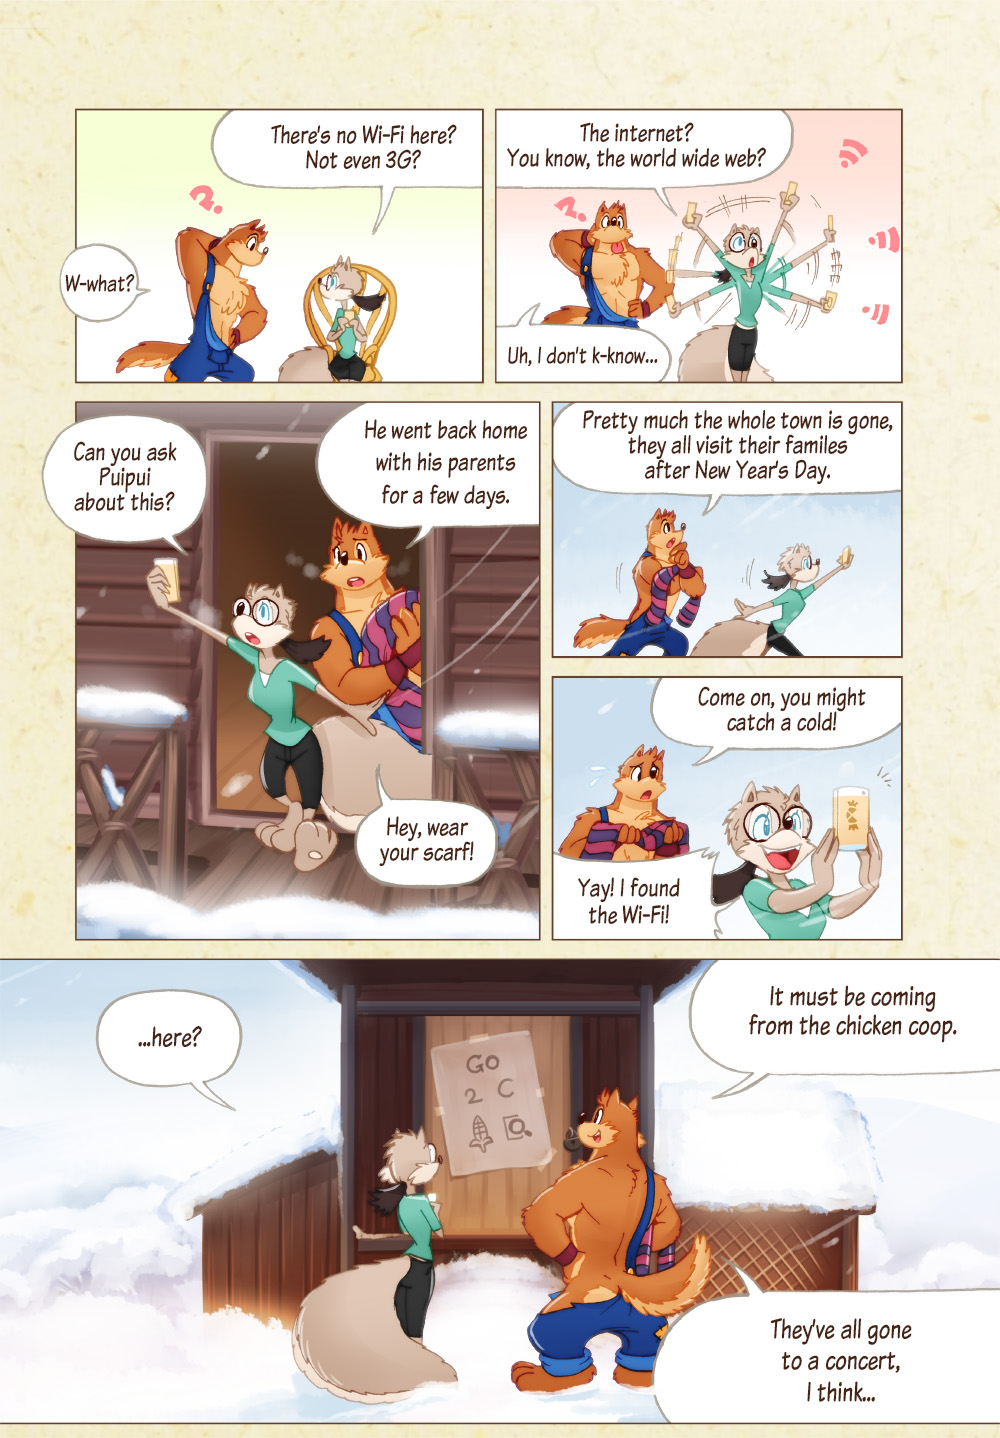 There's no Wi-Fi here?
Not even 3G?
W-what?
The internet?
You know, the world wide web?
Uh, I don't k-know...
Can you ask
Puipui
about this?
He went back home
with his parents
for a few days.
Hey, wear
your scarf!
Pretty much the whole town is gone,
they all visit their familes
after New Year's Day.
Come on, you might
catch a cold!
Yay! I found
the Wi-Fi!
...here?
It must be coming
from the chicken coop.
GO
2 C
They've all gone
to a concert,
I think...